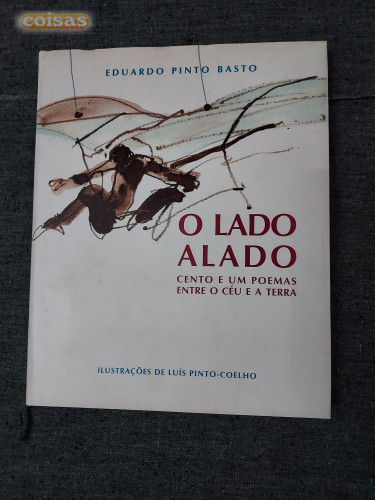 coisas
EDUARDO PINTO BASTO
O LADO
ALADO
CENTO E UM POEMAS
ENTRE O CÉU E A TERRA
ILUSTRAÇÕES DE LUÍS PINTO-COELHO